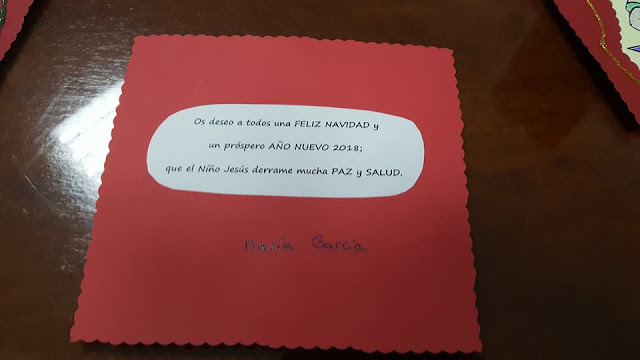 Os deseo a todos una FELIZ NAVIDAD y
un próspero AÑO NUEVO 2018;
que el Niño Jesús derrame mucha PAZ y SALUD.
María García